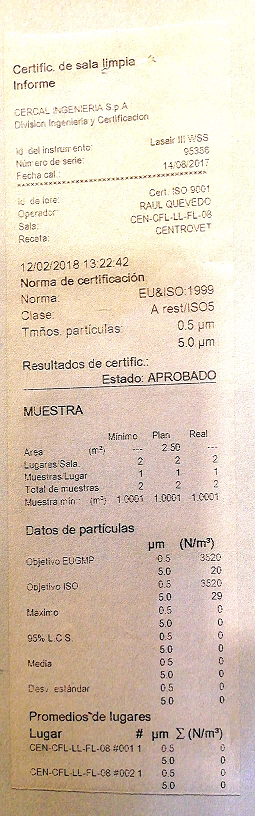 Certific. de sala limpia
Informe
CERCAL INGENIERIA S.p.A
Division Ingenieria y Certificacion
Id. del instrumento: Lasair III WSS
Número de serie: 95386
Fecha cal.: 14/08/2017
****************************************
Id. de lote: Cert. ISO 9001
Operador: RAUL QUEVEDO
Sala: CEN-CFL-LL-FL-08
Receta: CENTROVET
12/02/2018 13:22:42
Norma de certificación
Norma: EU&ISO:1999
Clase: A rest/ISO5
Tmños. partículas: 0.5 µm
5.0 µm
Resultados de certific.:
Estado: APROBADO
MUESTRA
Mínimo Plan Real
Area (m²) --- 2.50 ---
Lugares/Sala: 2 2 2
Muestras/Lugar 1 1 1
Total de muestras 2 2 2
Muestra mín.: (m³) 1.0001 1.0001 1.0001
Datos de partículas
µm (N/m³)
Objetivo EUGMP 0.5 3520
5.0 20
Objetivo ISO 0.5 3520
5.0 29
Máximo 0.5 0
5.0 0
95% L.C.S. 0.5 0
5.0 0
Media 0.5 0
5.0 0
Desv. estándar 0.5 0
5.0 0
Promedios de lugares
Lugar # µm Σ (N/m³)
CEN-CFL-LL-FL-08 #001 1 0.5 0
5.0 0
CEN-CFL-LL-FL-08 #002 1 0.5 0
5.0 0